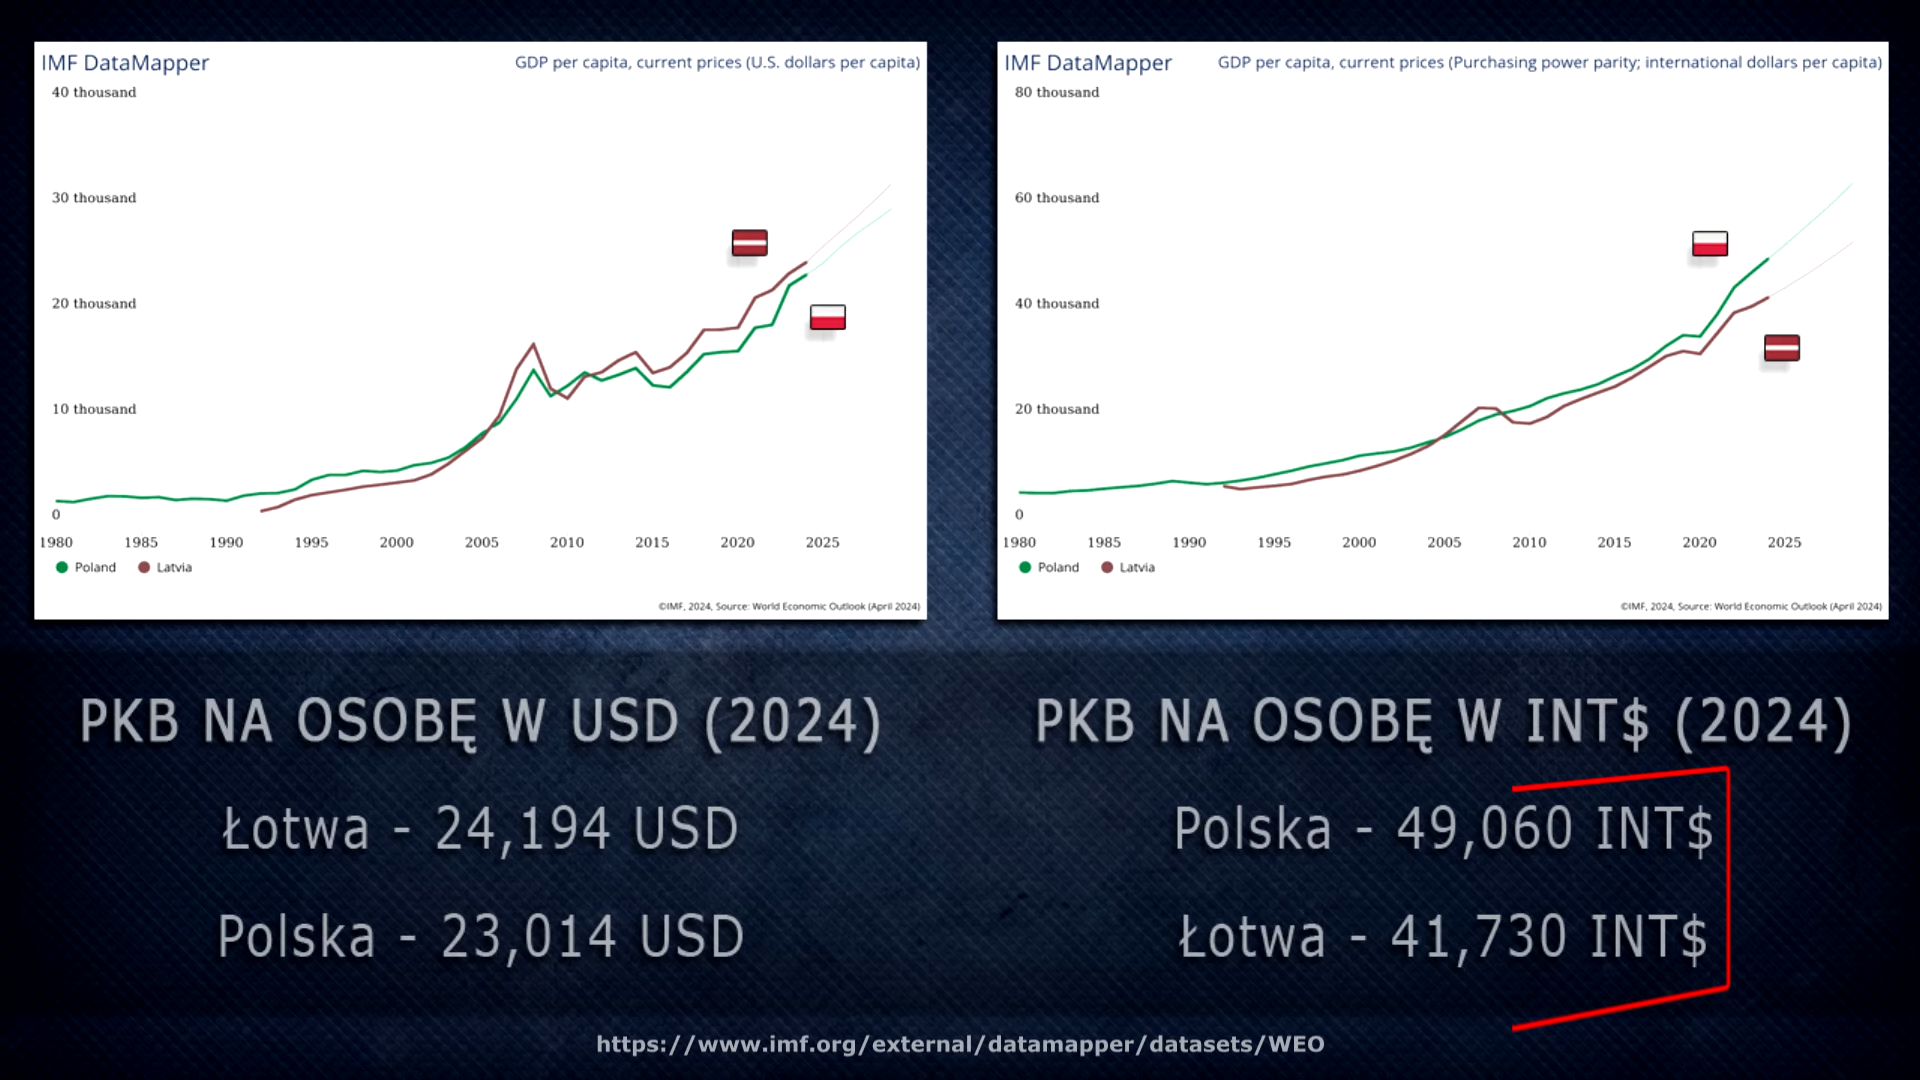 IMF DataMapper
GDP per capita, current prices (U.S. dollars per capita)
40 thousand
30 thousand
20 thousand
10 thousand
0
1980 1985 1990 1995 2000 2005 2010 2015 2020 2025
Poland Latvia
©IMF, 2024, Source: World Economic Outlook (April 2024)
IMF DataMapper
GDP per capita, current prices (Purchasing power parity; international dollars per capita)
80 thousand
60 thousand
40 thousand
20 thousand
0
1980 1985 1990 1995 2000 2005 2010 2015 2020 2025
Poland Latvia
©IMF, 2024, Source: World Economic Outlook (April 2024)
PKB NA OSOBĘ W USD (2024)
Łotwa - 24,194 USD
Polska - 23,014 USD
PKB NA OSOBĘ W INT$ (2024)
Polska - 49,060 INT$
Łotwa - 41,730 INT$
https://www.imf.org/external/datamapper/datasets/WEO